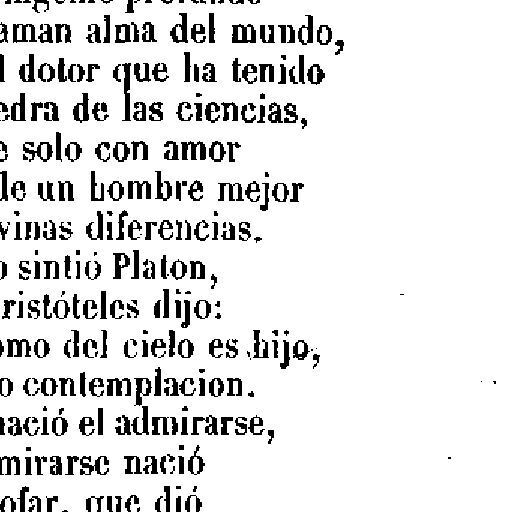 aman alma del mundo,
dotor que ha tenido
edra de las ciencias,
e solo con amor
de un hombre mejor
vinas diferencias.
o sintió Platon,
ristóteles dijo:
omo del cielo es hijo,
o contemplacion.
nació el admirarse,
mirarse nació
ofar, que dió